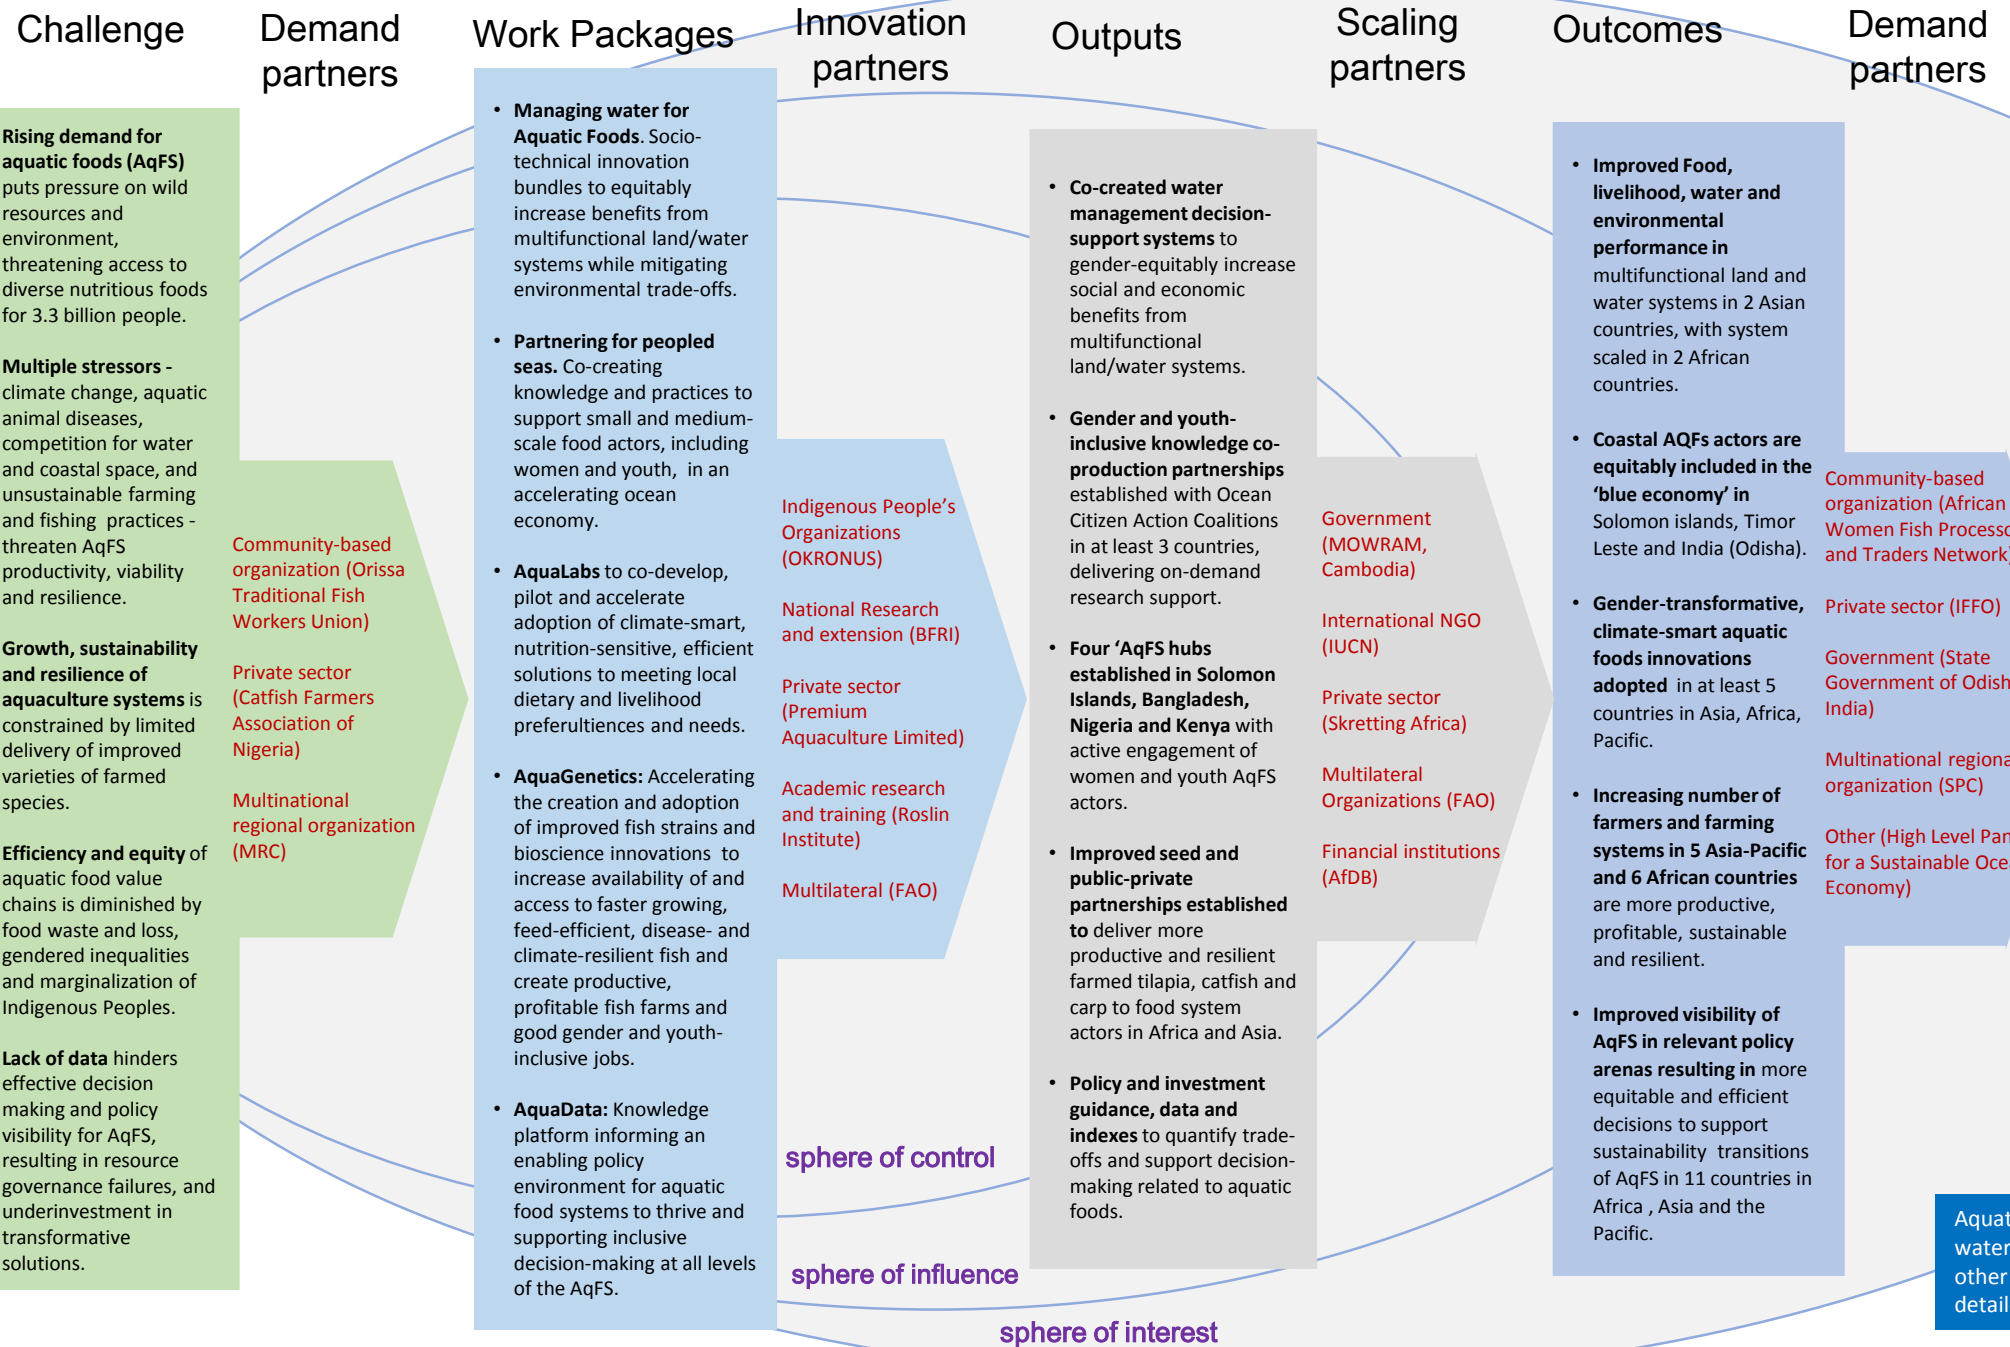 Challenge
Demand
partners
Work Packages
Innovation
partners
Outputs
Scaling
partners
Outcomes
Demand
partners
Rising demand for
aquatic foods (AqFS)
puts pressure on wild
resources and
environment,
threatening access to
diverse nutritious foods
for 3.3 billion people.
Multiple stressors -
climate change, aquatic
animal diseases,
competition for water
and coastal space, and
unsustainable farming
and fishing practices -
threaten AqFS
productivity, viability
and resilience.
Growth, sustainability
and resilience of
aquaculture systems is
constrained by limited
delivery of improved
varieties of farmed
species.
Efficiency and equity of
aquatic food value
chains is diminished by
food waste and loss,
gendered inequalities
and marginalization of
Indigenous Peoples.
Lack of data hinders
effective decision
making and policy
visibility for AqFS,
resulting in resource
governance failures, and
underinvestment in
transformative
solutions.
Community-based
organization (Orissa
Traditional Fish
Workers Union)
Private sector
(Catfish Farmers
Association of
Nigeria)
Multinational
regional organization
(MRC)
• Managing water for
Aquatic Foods. Socio-
technical innovation
bundles to equitably
increase benefits from
multifunctional land/water
systems while mitigating
environmental trade-offs.
• Partnering for peopled
seas. Co-creating
knowledge and practices to
support small and medium-
scale food actors, including
women and youth, in an
accelerating ocean
economy.
• AquaLabs to co-develop,
pilot and accelerate
adoption of climate-smart,
nutrition-sensitive, efficient
solutions to meeting local
dietary and livelihood
preferultiences and needs.
• AquaGenetics: Accelerating
the creation and adoption
of improved fish strains and
bioscience innovations to
increase availability of and
access to faster growing,
feed-efficient, disease- and
climate-resilient fish and
create productive,
profitable fish farms and
good gender and youth-
inclusive jobs.
• AquaData: Knowledge
platform informing an
enabling policy
environment for aquatic
food systems to thrive and
supporting inclusive
decision-making at all levels
of the AqFS.
Indigenous People's
Organizations
(OKRONUS)
National Research
and extension (BFRI)
Private sector
(Premium
Aquaculture Limited)
Academic research
and training (Roslin
Institute)
Multilateral (FAO)
• Co-created water
management decision-
support systems to
gender-equitably increase
social and economic
benefits from
multifunctional
land/water systems.
• Gender and youth-
inclusive knowledge co-
production partnerships
established with Ocean
Citizen Action Coalitions
in at least 3 countries,
delivering on-demand
research support.
• Four ‘AqFS hubs
established in Solomon
Islands, Bangladesh,
Nigeria and Kenya with
active engagement of
women and youth AqFS
actors.
• Improved seed and
public-private
partnerships established
to deliver more
productive and resilient
farmed tilapia, catfish and
carp to food system
actors in Africa and Asia.
• Policy and investment
guidance, data and
indexes to quantify trade-
offs and support decision-
making related to aquatic
foods.
Government
(MOWRAM,
Cambodia)
International NGO
(IUCN)
Private sector
(Skretting Africa)
Multilateral
Organizations (FAO)
Financial institutions
(AfDB)
• Improved Food,
livelihood, water and
environmental
performance in
multifunctional land and
water systems in 2 Asian
countries, with system
scaled in 2 African
countries.
• Coastal AQFs actors are
equitably included in the
‘blue economy’ in
Solomon islands, Timor
Leste and India (Odisha).
• Gender-transformative,
climate-smart aquatic
foods innovations
adopted in at least 5
countries in Asia, Africa,
Pacific.
• Increasing number of
farmers and farming
systems in 5 Asia-Pacific
and 6 African countries
are more productive,
profitable, sustainable
and resilient.
• Improved visibility of
AqFS in relevant policy
arenas resulting in more
equitable and efficient
decisions to support
sustainability transitions
of AqFS in 11 countries in
Africa , Asia and the
Pacific.
Community-based
organization (African
Women Fish
and Traders Network)
Private sector (IFFO)
Government (State
Government of
India)
Multinational
organization (SPC)
Other (High Level
for a Sustainable
Economy)
sphere of control
sphere of influence
sphere of interest
water
other